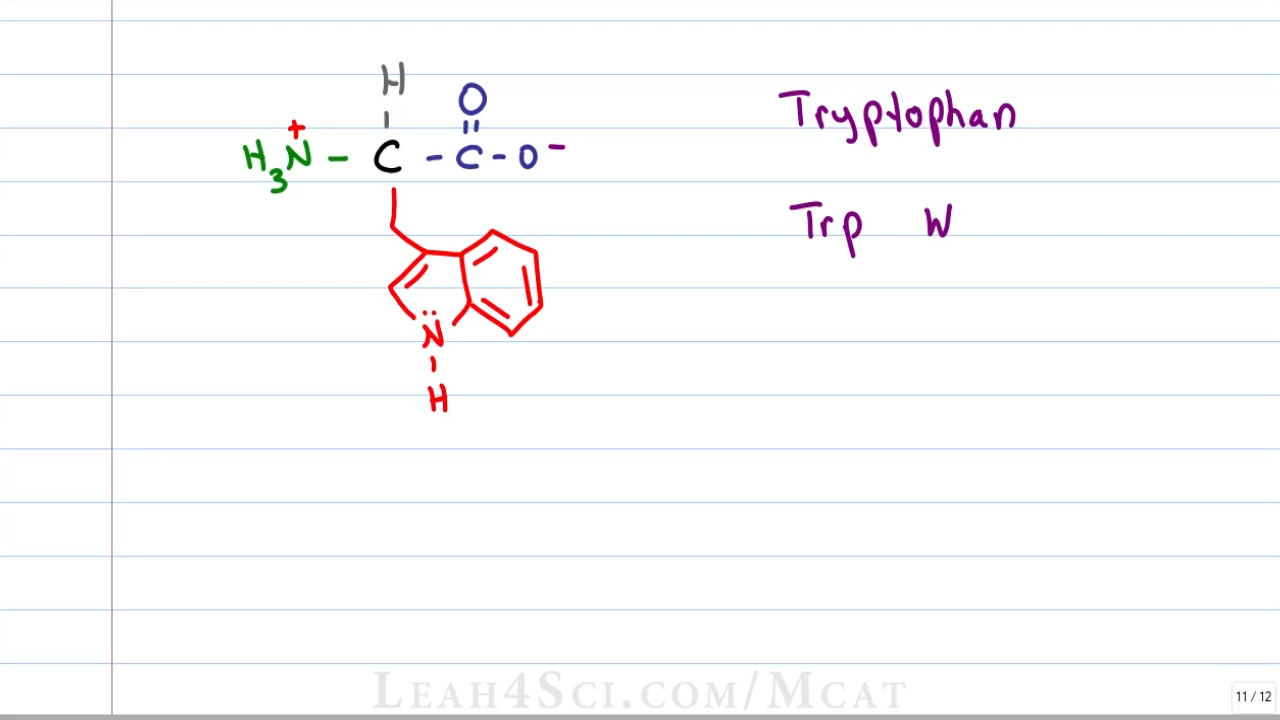 H
O
H3N+ – C – C – O–
N
H
Tryptophan
Trp W
LEAH4SCI.COM/MCAT
11 / 12